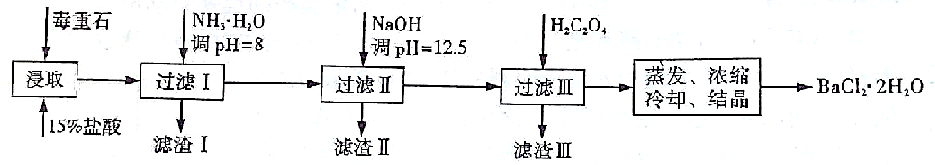 毒重石
NH₃·H₂O
调pH=8
NaOH
调pH=12.5
H₂C₂O₄
浸取
过滤Ⅰ
过滤Ⅱ
过滤Ⅲ
蒸发、浓缩
冷却、结晶
BaCl₂·2H₂O
15%盐酸
滤渣Ⅰ
滤渣Ⅱ
滤渣Ⅲ